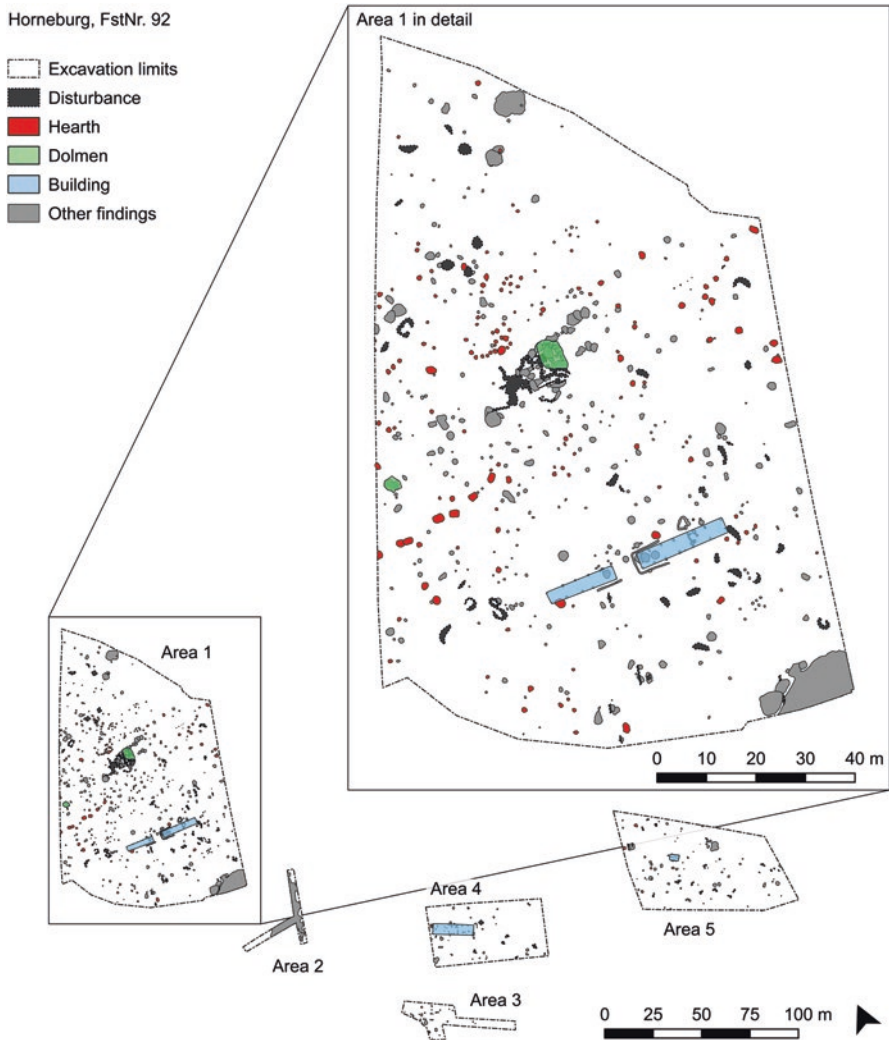 Horneburg, FstNr. 92
Excavation limits
Disturbance
Hearth
Dolmen
Building
Other findings
Area 1 in detail
0 10 20 30 40 m
Area 1
Area 2
Area 4
Area 5
Area 3
0 25 50 75 100 m